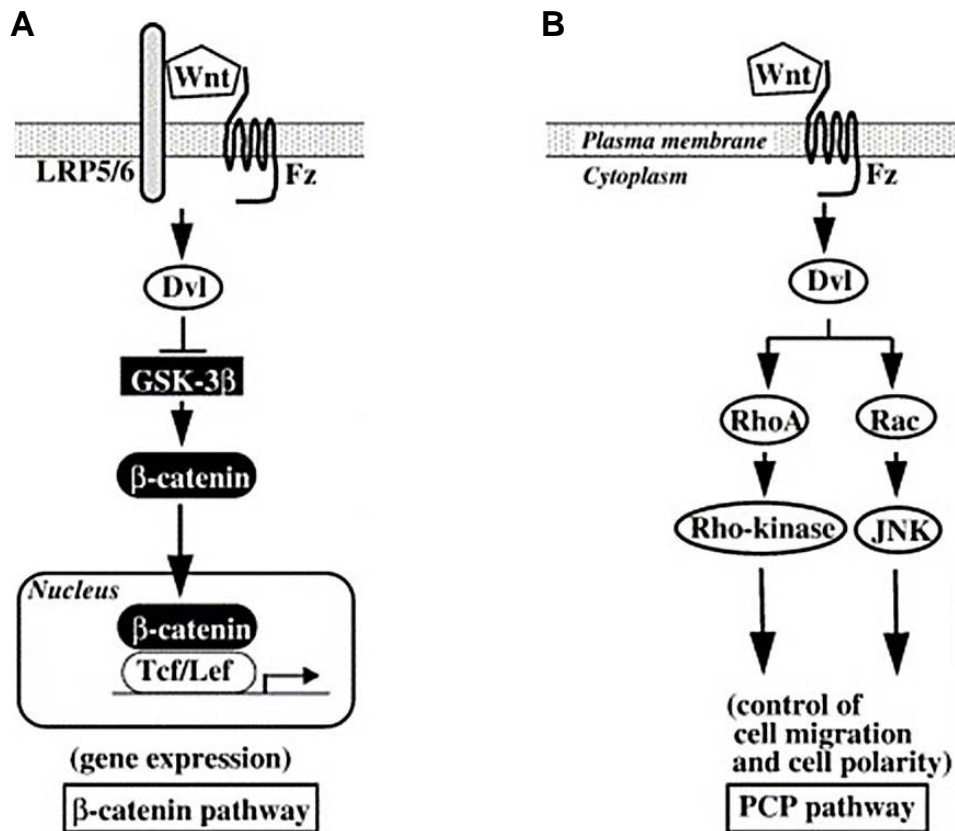 A
Wnt
LRP5/6
Fz
Dvl
GSK-3β
β-catenin
Nucleus
β-catenin
Tcf/Lef
(gene expression)
β-catenin pathway
B
Wnt
Plasma membrane
Cytoplasm
Fz
Dvl
RhoA
Rac
Rho-kinase
JNK
(control of
cell migration
and cell polarity)
PCP pathway